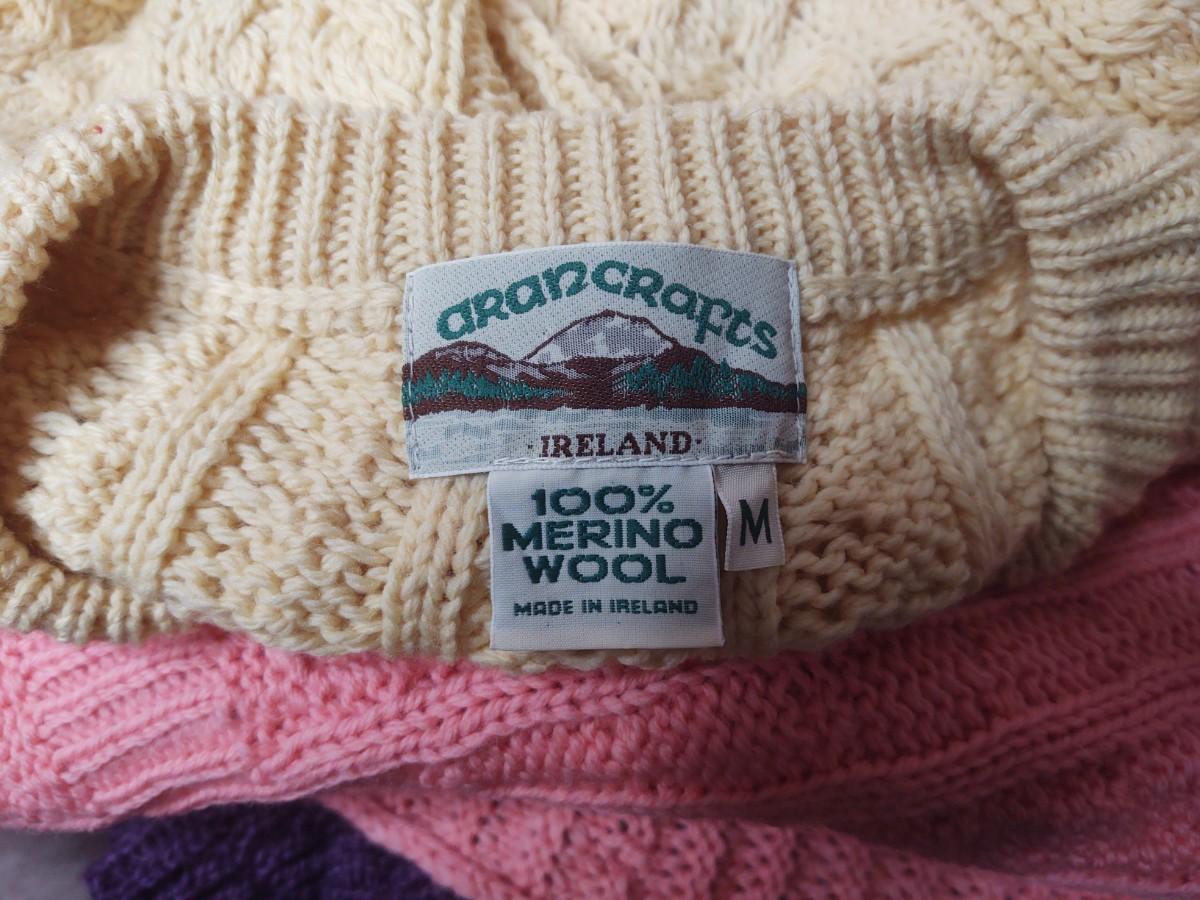 aRanCRafts
·IRELAND·
100%
MERINO
WOOL
MADE IN IRELAND
M